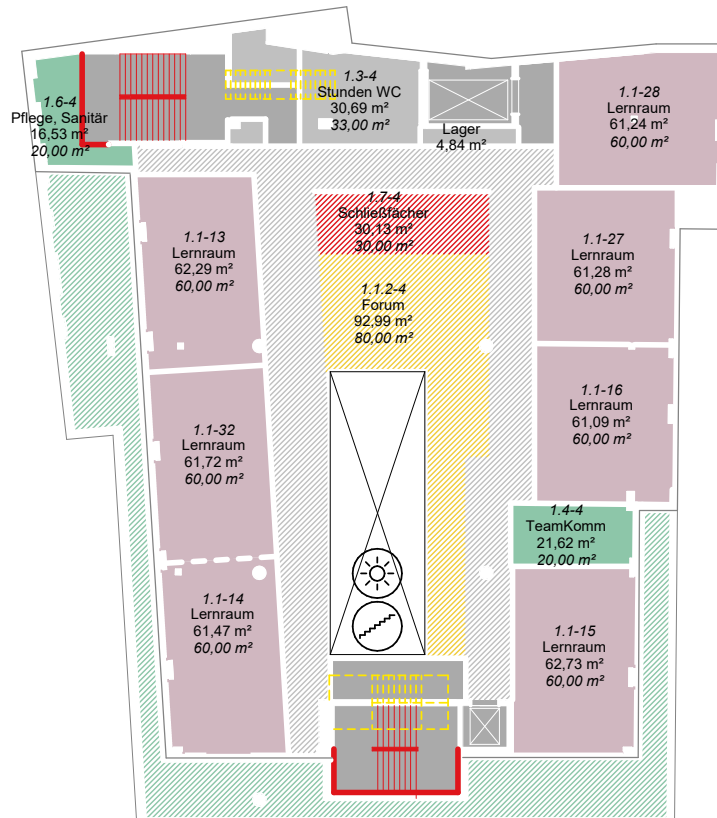 1.6-4
Pflege, Sanitär
16,53 m²
20,00 m²
1.3-4
Stunden WC
30,69 m²
33,00 m²
Lager
4,84 m²
1.1-28
Lernraum
61,24 m²
60,00 m²
1.1-13
Lernraum
62,29 m²
60,00 m²
1.7-4
Schließfächer
30,13 m²
30,00 m²
1.1-27
Lernraum
61,28 m²
60,00 m²
1.1.2-4
Forum
92,99 m²
80,00 m²
1.1-32
Lernraum
61,72 m²
60,00 m²
1.1-16
Lernraum
61,09 m²
60,00 m²
1.4-4
TeamKomm
21,62 m²
20,00 m²
1.1-14
Lernraum
61,47 m²
60,00 m²
1.1-15
Lernraum
62,73 m²
60,00 m²